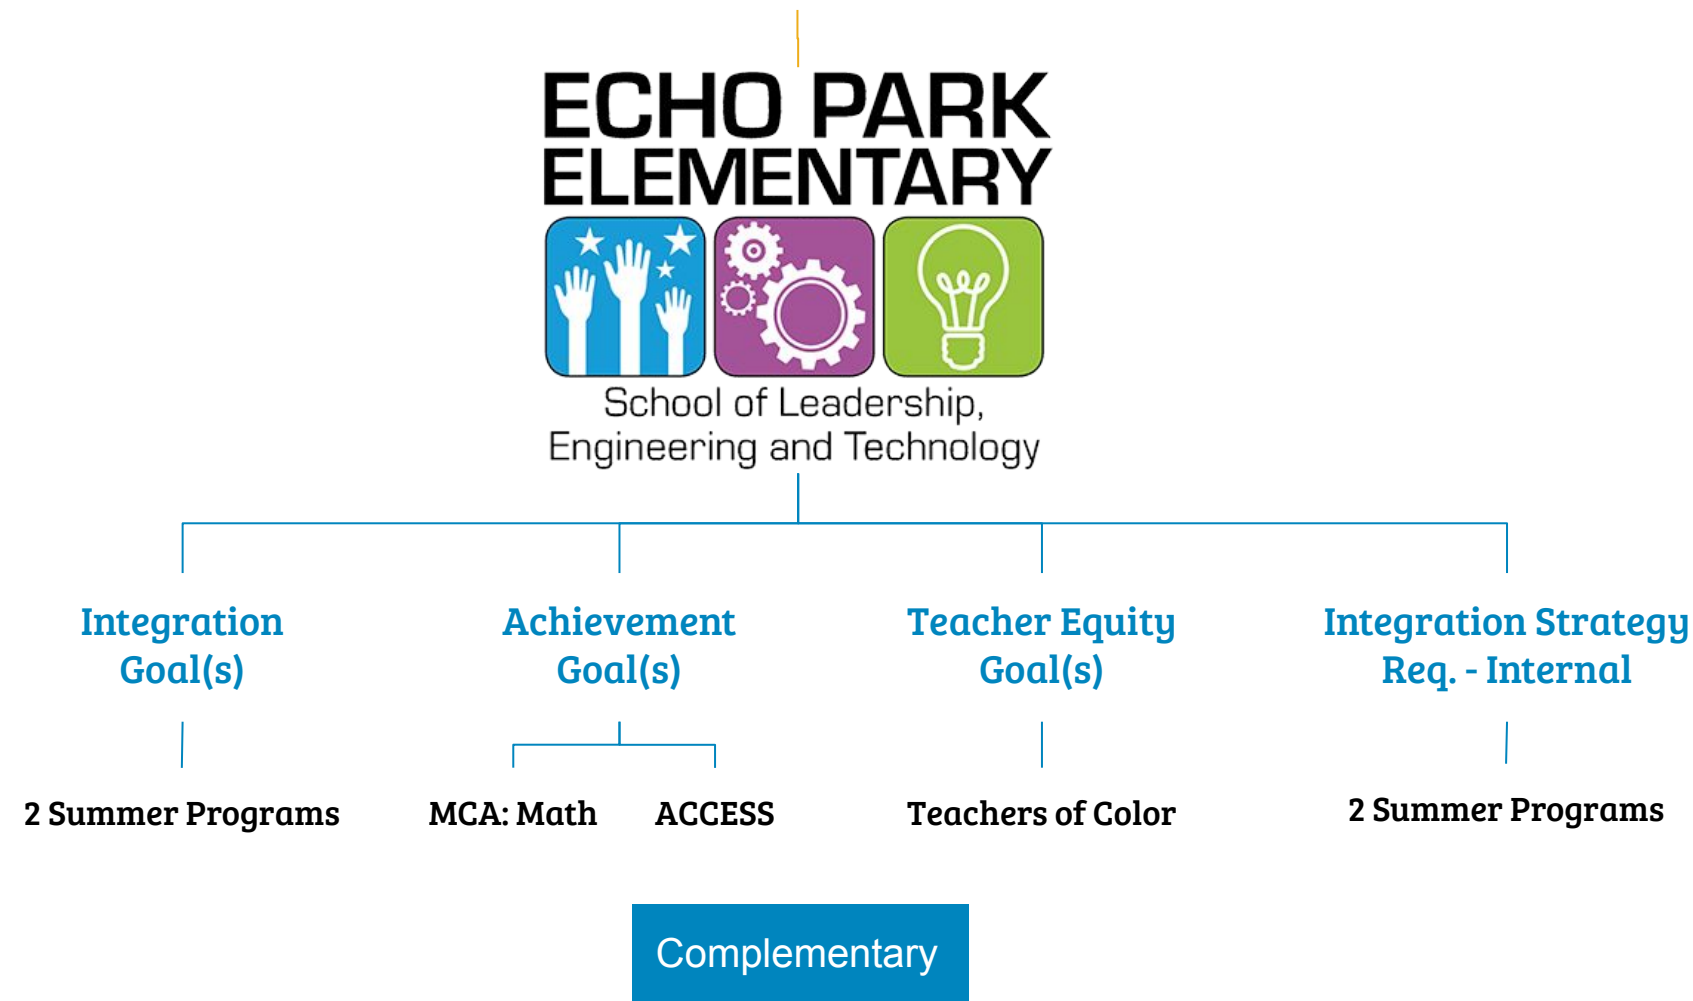 ECHO PARK
ELEMENTARY
School of Leadership,
Engineering and Technology
Integration
Goal(s)
Achievement
Goal(s)
Teacher Equity
Goal(s)
Integration Strategy
Req. - Internal
2 Summer Programs
MCA: Math
ACCESS
Teachers of Color
2 Summer Programs
Complementary